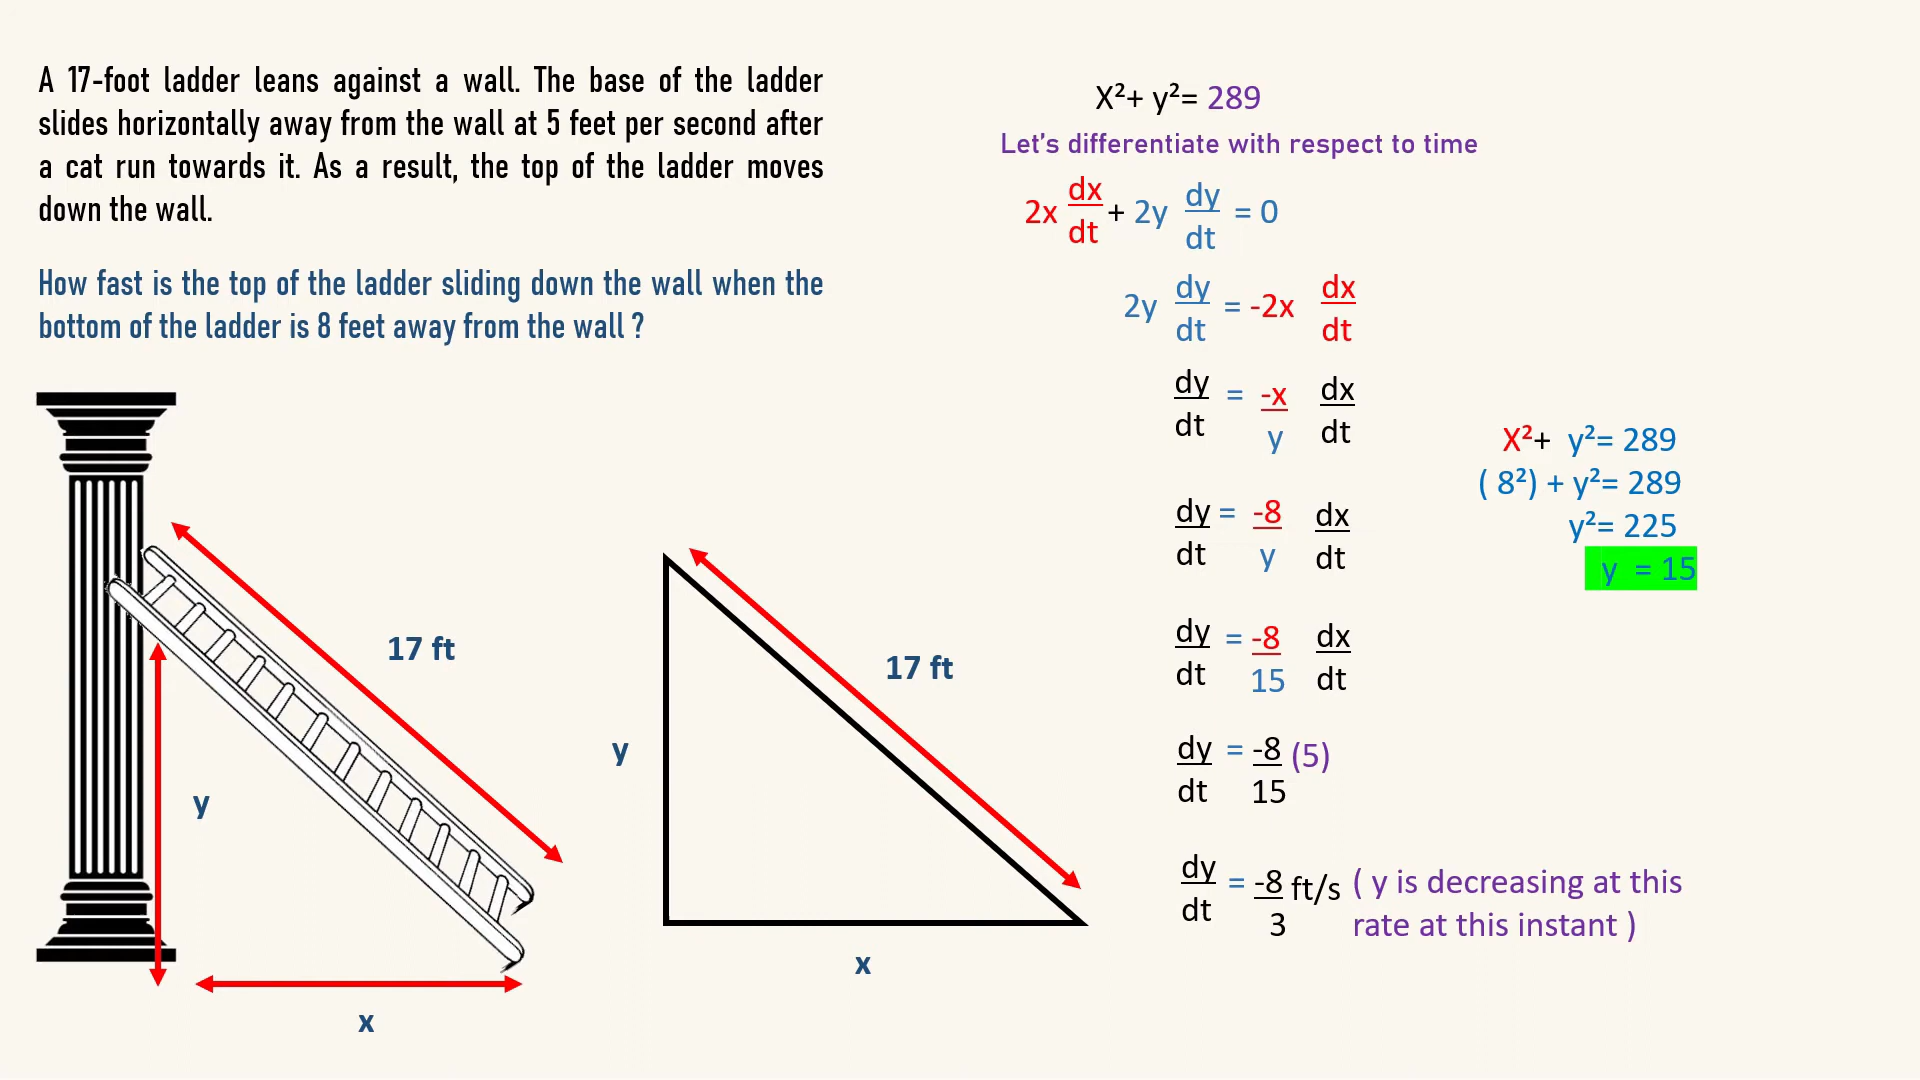 A 17-foot ladder leans against a wall. The base of the ladder
slides horizontally away from the wall at 5 feet per second after
a cat run towards it. As a result, the top of the ladder moves
down the wall.
How fast is the top of the ladder sliding down the wall when the
bottom of the ladder is 8 feet away from the wall ?
17 ft
y
x
17 ft
y
x
X²+ y²= 289
Let's differentiate with respect to time
2x dx/dt + 2y dy/dt = 0
2y dy/dt = -2x dx/dt
dy/dt = -x/y dx/dt
dy/dt = -8/y dx/dt
dy/dt = -8/15 dx/dt
dy/dt = -8/15 (5)
dy/dt = -8/3 ft/s ( y is decreasing at this
rate at this instant )
X²+ y²= 289
( 8²) + y²= 289
y²= 225
y = 15